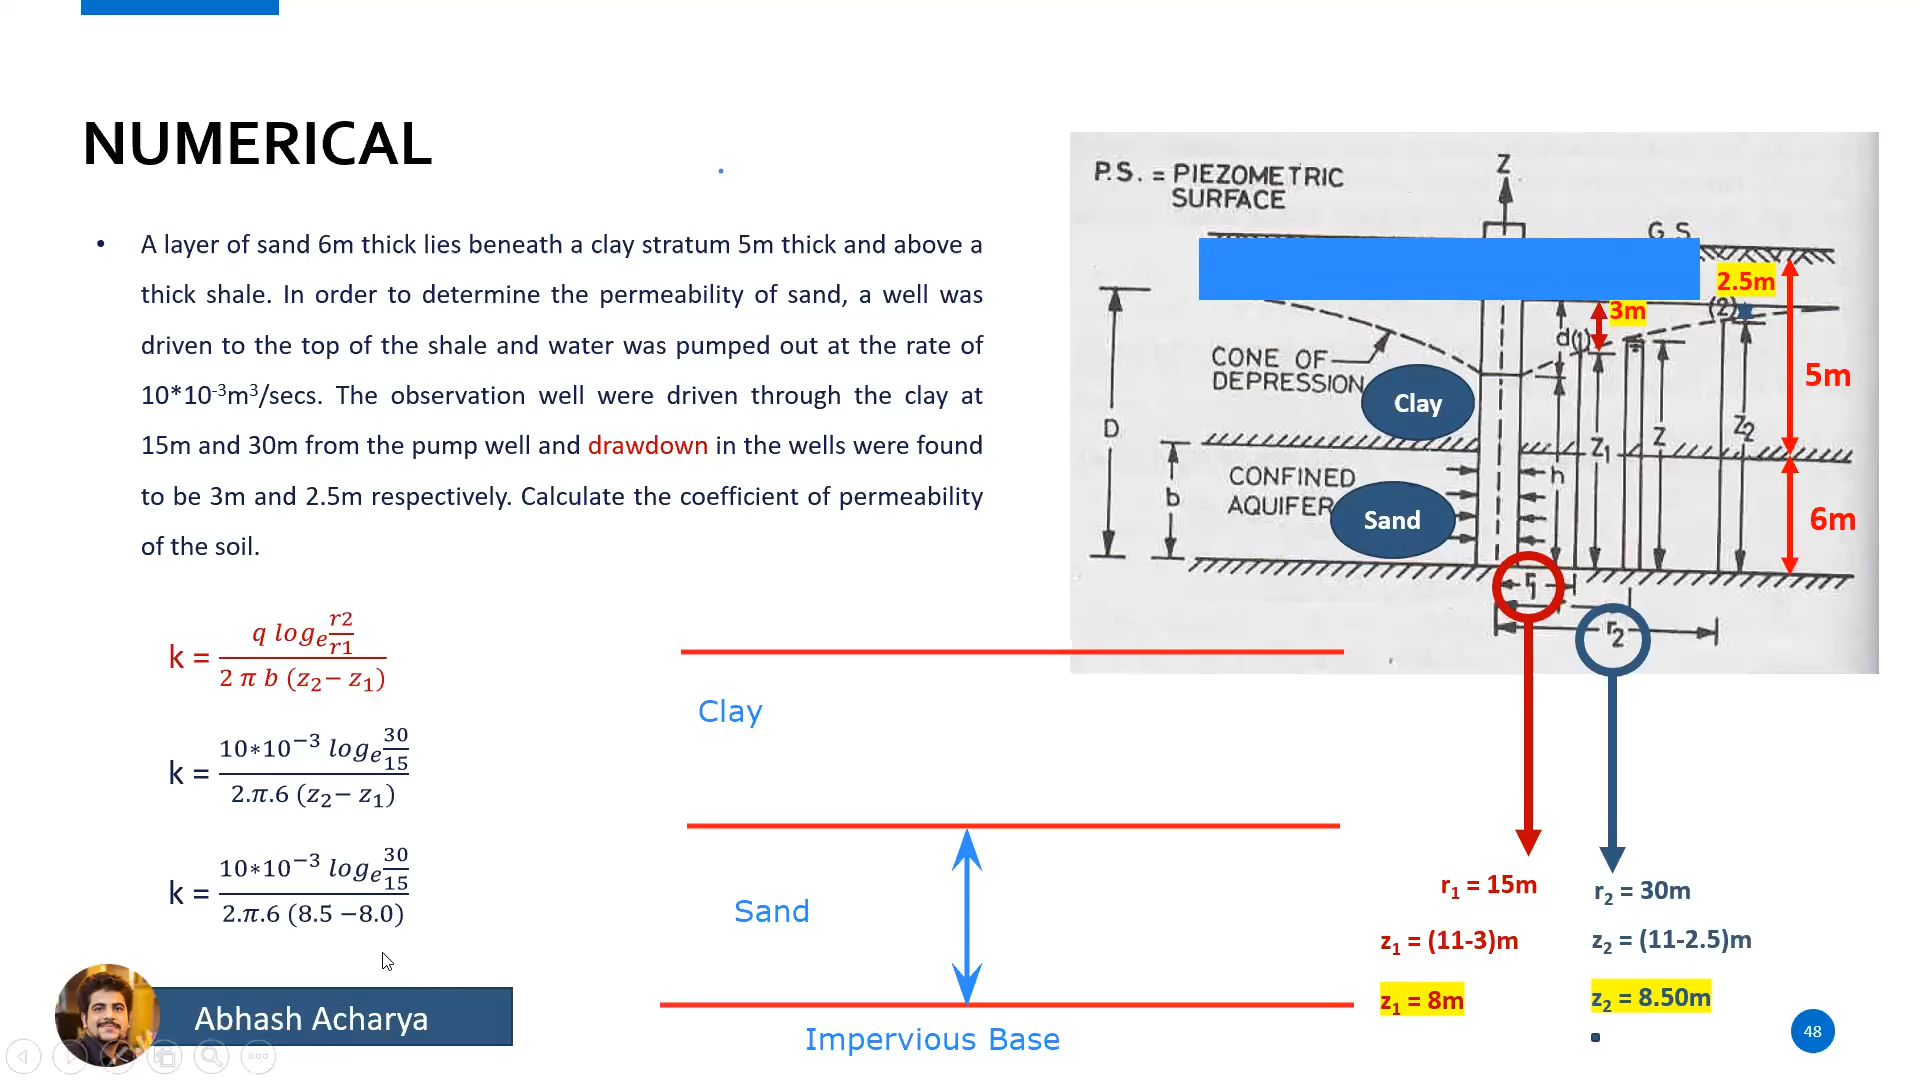 NUMERICAL
• A layer of sand 6m thick lies beneath a clay stratum 5m thick and above a
thick shale. In order to determine the permeability of sand, a well was
driven to the top of the shale and water was pumped out at the rate of
10*10⁻³m³/secs. The observation well were driven through the clay at
15m and 30m from the pump well and drawdown in the wells were found
to be 3m and 2.5m respectively. Calculate the coefficient of permeability
of the soil.
k = q logₑ r2/r1 / 2 π b (z₂− z₁)
k = 10∗10⁻³ logₑ 30/15 / 2.π.6 (z₂− z₁)
k = 10∗10⁻³ logₑ 30/15 / 2.π.6 (8.5 −8.0)
Abhash Acharya
P.S. = PIEZOMETRIC
SURFACE
Z
G.S.
2.5m
3m
(2)
d
(1)
CONE OF
DEPRESSION
Clay
5m
D
Z₁
Z
Z₂
b
CONFINED
AQUIFER
Sand
h
6m
r₁
r
r₂
Clay
Sand
Impervious Base
r₁ = 15m
z₁ = (11-3)m
z₁ = 8m
r₂ = 30m
z₂ = (11-2.5)m
z₂ = 8.50m
48